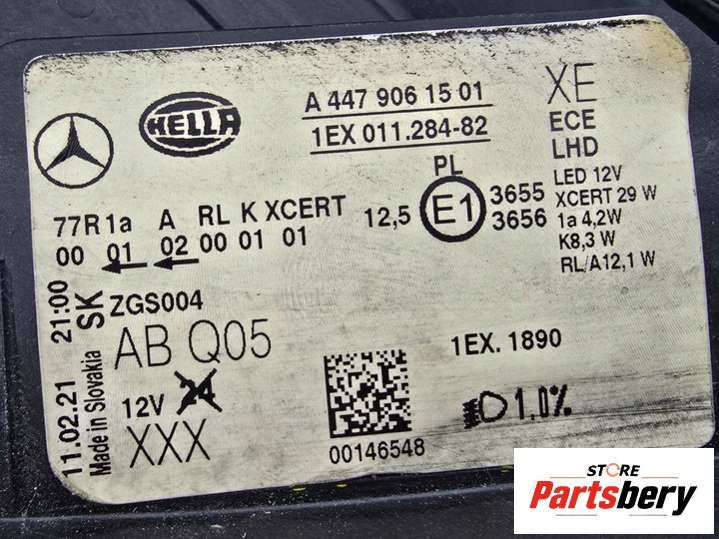 HELLA
A 447 906 15 01
1EX 011.284-82
XE
ECE
LHD
LED 12V
XCERT 29 W
1a 4,2W
K8,3 W
RL/A12,1 W
PL
12,5 E1 3655
3656
77R 1a A RL K XCERT
00 01 02 00 01 01
ZGS004
AB Q05
12V 24
XXX
11.02.21 21:00
Made in Slovakia SK
00146548
1EX. 1890
1.0%
STORE
Partsbery